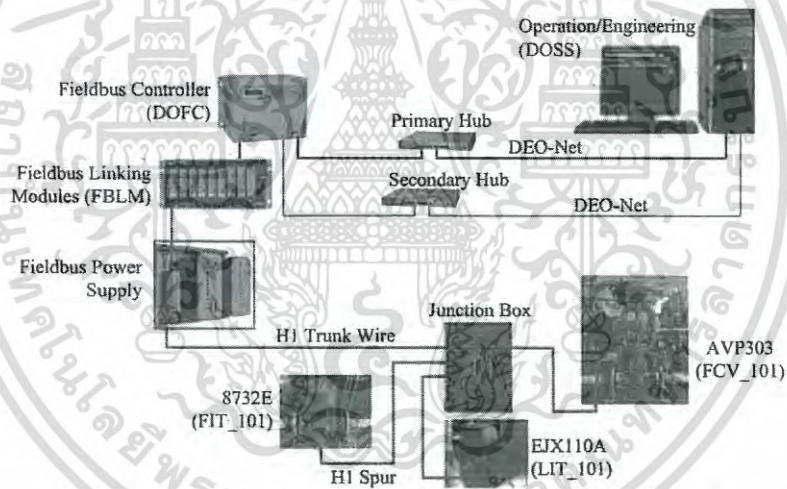 Operation/Engineering
(DOSS)
Fieldbus Controller
(DOFC)
Primary Hub
DEO-Net
Fieldbus Linking
Modules (FBLM)
Secondary Hub
DEO-Net
Fieldbus Power
Supply
Junction Box
H1 Trunk Wire
AVP303
(FCV_101)
8732E
(FIT_101)
EJX110A
(LIT_101)
H1 Spur